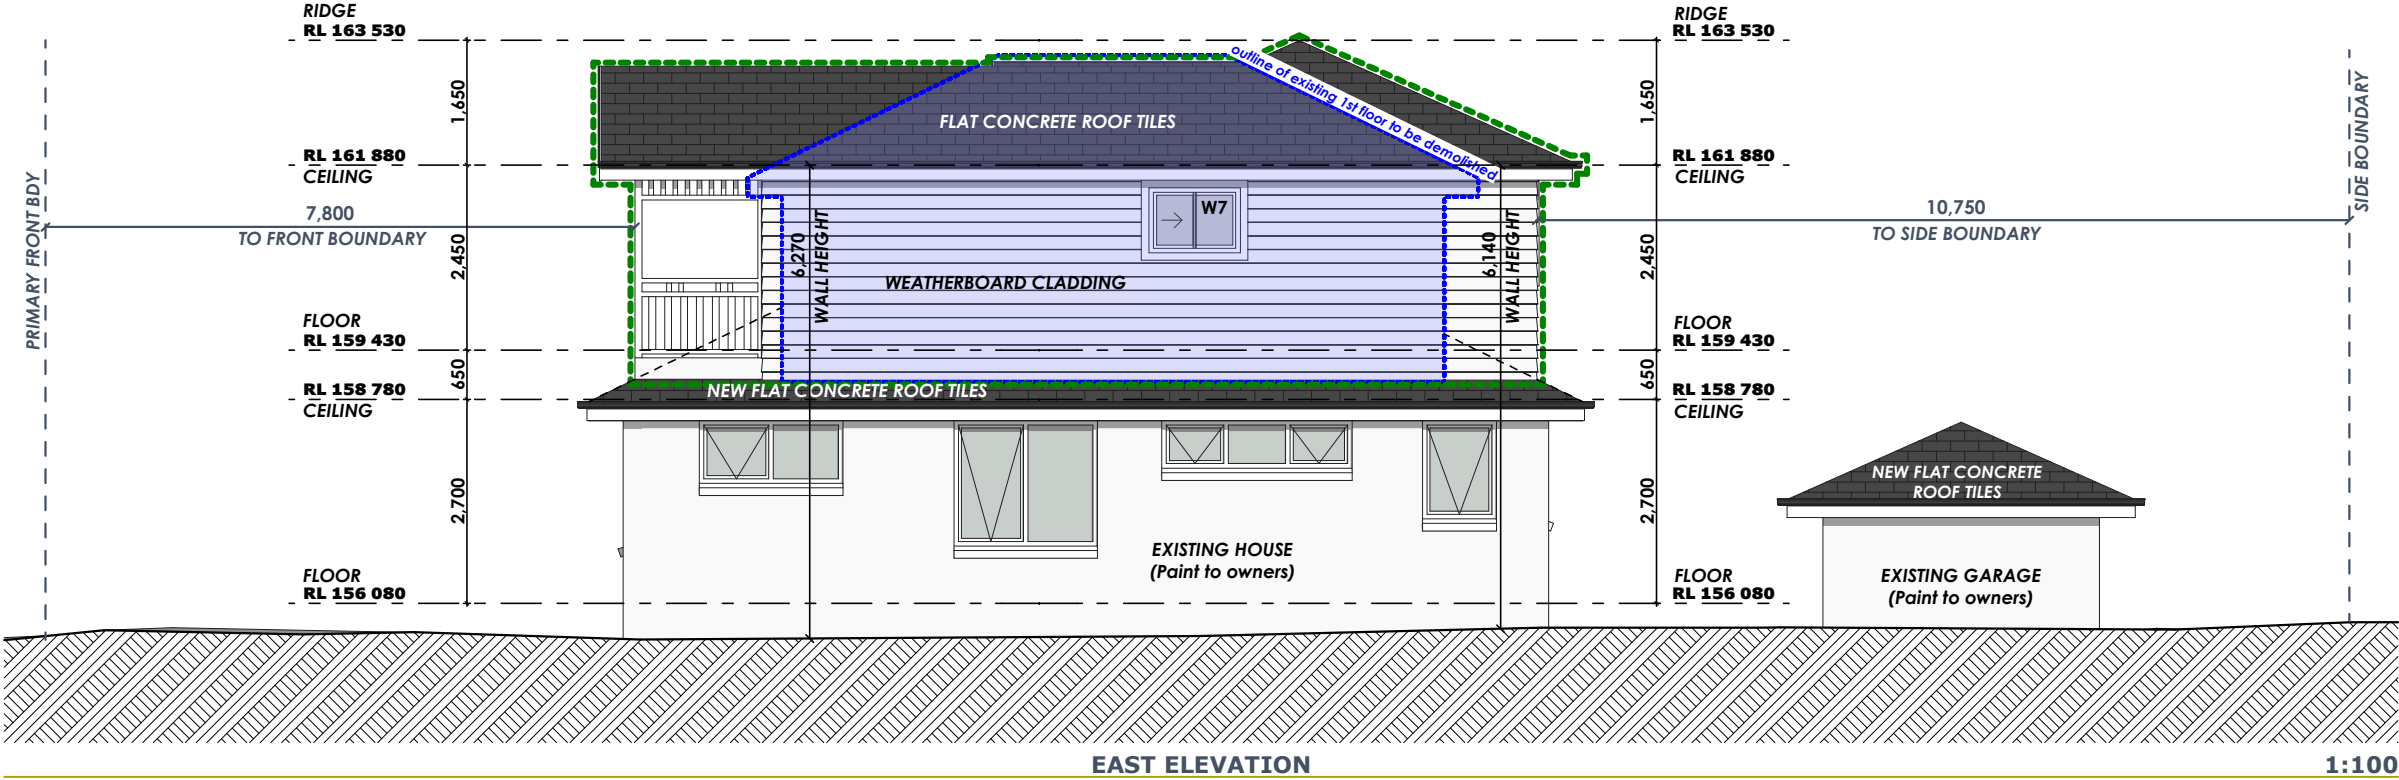 RIDGE
RL 163 530
RIDGE
RL 163 530
outline of existing 1st floor to be demolished
1,650
1,650
FLAT CONCRETE ROOF TILES
RL 161 880
CEILING
RL 161 880
CEILING
PRIMARY FRONT BDY
SIDE BOUNDARY
7,800
TO FRONT BOUNDARY
W7
10,750
TO SIDE BOUNDARY
2,450
6,270
WALL HEIGHT
WEATHERBOARD CLADDING
6,140
WALL HEIGHT
2,450
FLOOR
RL 159 430
FLOOR
RL 159 430
650
650
RL 158 780
CEILING
NEW FLAT CONCRETE ROOF TILES
RL 158 780
CEILING
2,700
2,700
NEW FLAT CONCRETE
ROOF TILES
EXISTING HOUSE
(Paint to owners)
FLOOR
RL 156 080
FLOOR
RL 156 080
EXISTING GARAGE
(Paint to owners)
EAST ELEVATION
1:100